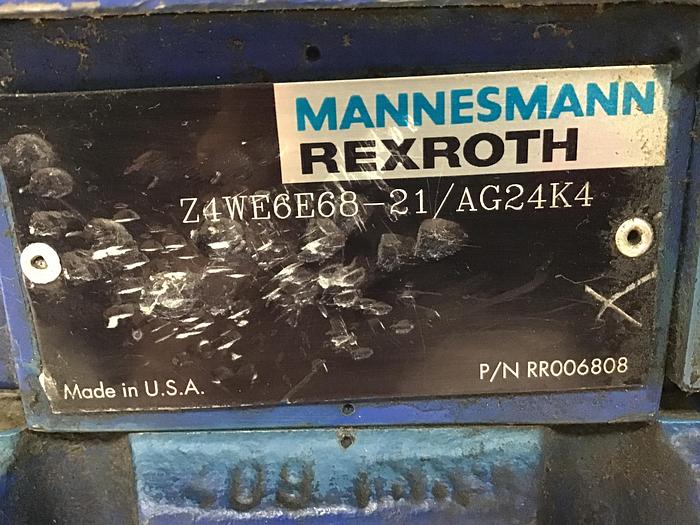 MANNESMANN
REXROTH
Z4WE6E68-21/AG24K4
P/N RR006808
Made in U.S.A.